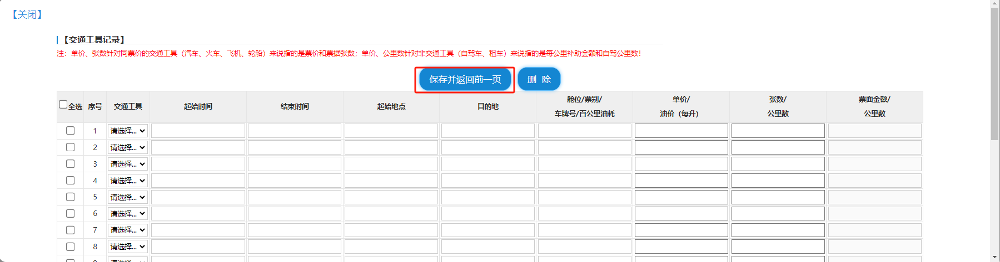 【关闭】
【交通工具记录】
注：单价、张数针对同票价的交通工具（汽车、火车、飞机、轮船）来说指的是票价和票据张数；单价、公里数针对非交通工具（自驾车、租车）来说指的是每公里补助金额和自驾公里数！
保存并返回前一页 删 除
全选 序号 交通工具 起始时间 结束时间 起始地点 目的地 舱位/票别/ 单价/ 张数/ 票面金额/
车牌号/百公里油耗 油价（每升） 公里数 公里数
1 请选择...
2 请选择...
3 请选择...
4 请选择...
5 请选择...
6 请选择...
7 请选择...
8 请选择...